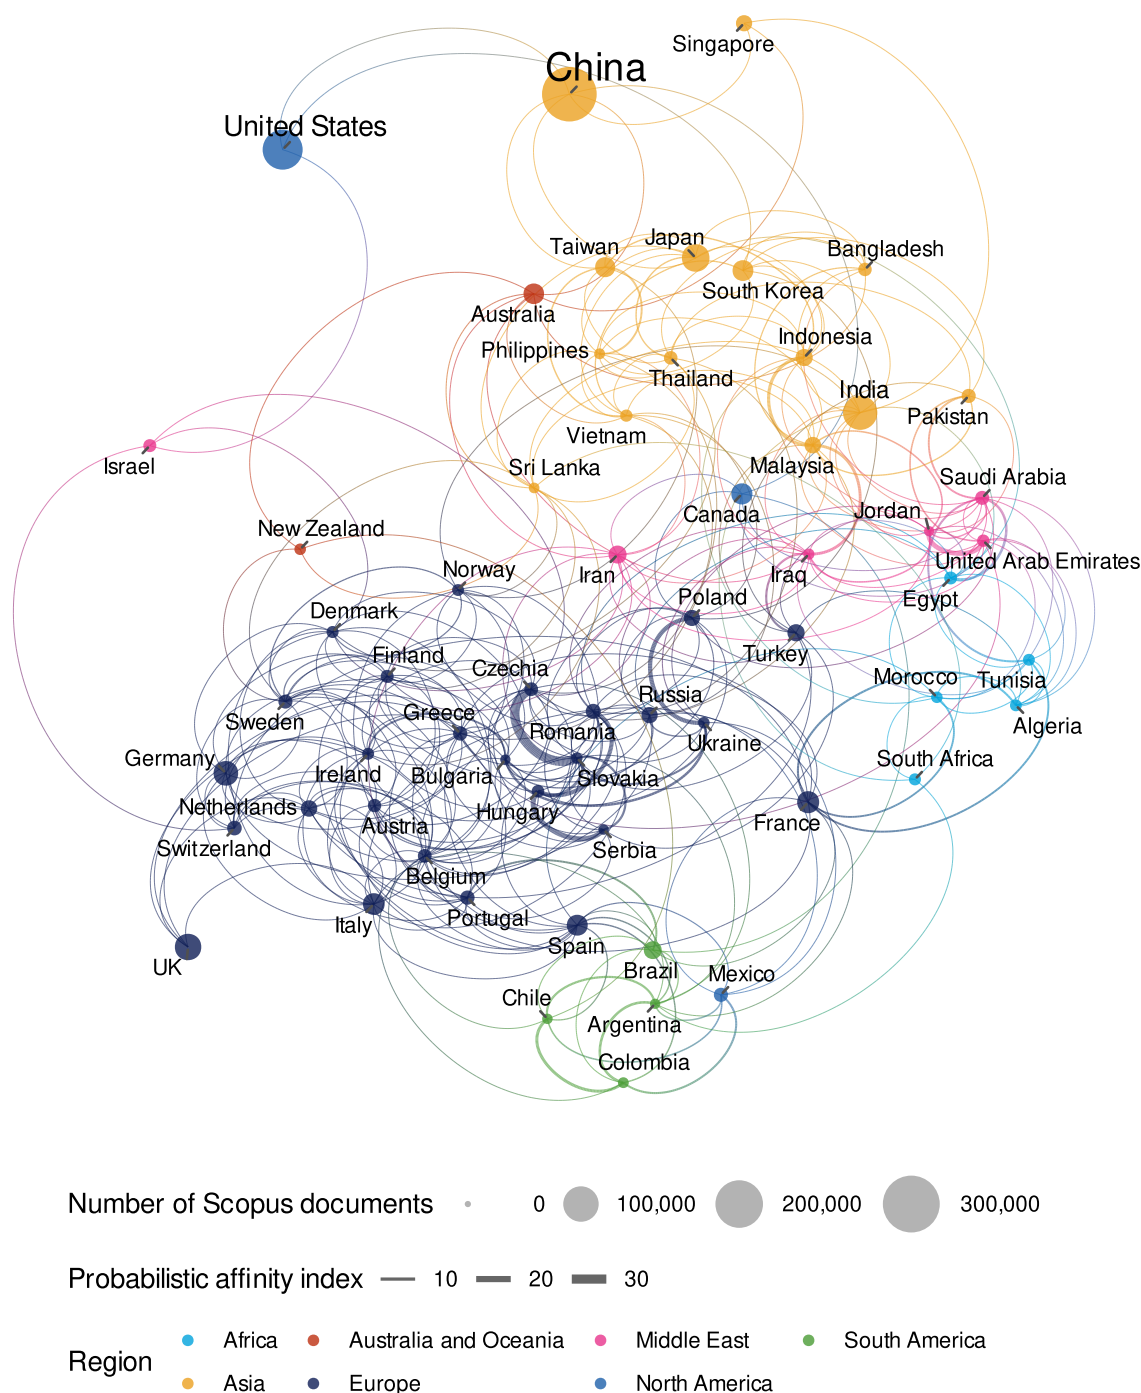 Singapore
China
United States
Taiwan
Japan
Bangladesh
South Korea
Australia
Philippines
Indonesia
Thailand
India
Pakistan
Vietnam
Israel
Sri Lanka
Malaysia
Saudi Arabia
Canada
Jordan
New Zealand
Norway
Iran
Iraq
United Arab Emirates
Egypt
Denmark
Poland
Finland
Czechia
Turkey
Morocco
Tunisia
Sweden
Greece
Romania
Russia
Ukraine
Algeria
Germany
Ireland
Bulgaria
Slovakia
South Africa
Netherlands
Austria
Hungary
France
Switzerland
Serbia
Belgium
Italy
Portugal
Spain
UK
Brazil
Mexico
Chile
Argentina
Colombia
Number of Scopus documents 0 100,000 200,000 300,000
Probabilistic affinity index 10 20 30
Region
Africa Australia and Oceania Middle East South America
Asia Europe North America